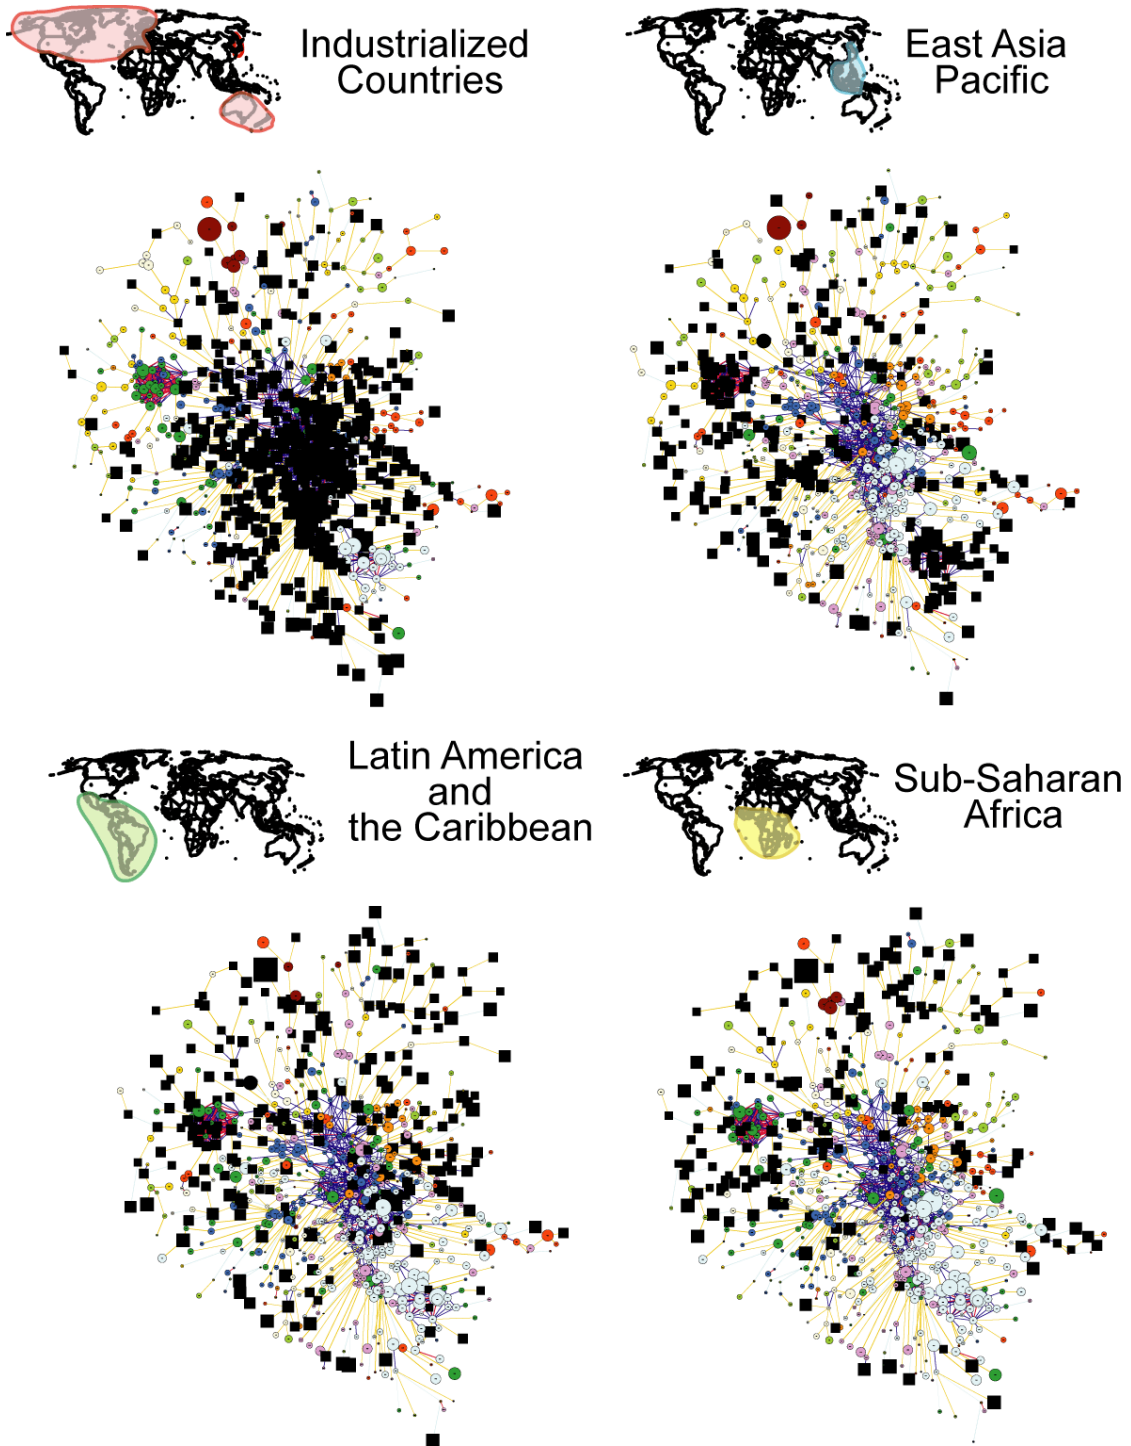 Industrialized
Countries
East Asia
Pacific
Latin America
and
the Caribbean
Sub-Saharan
Africa